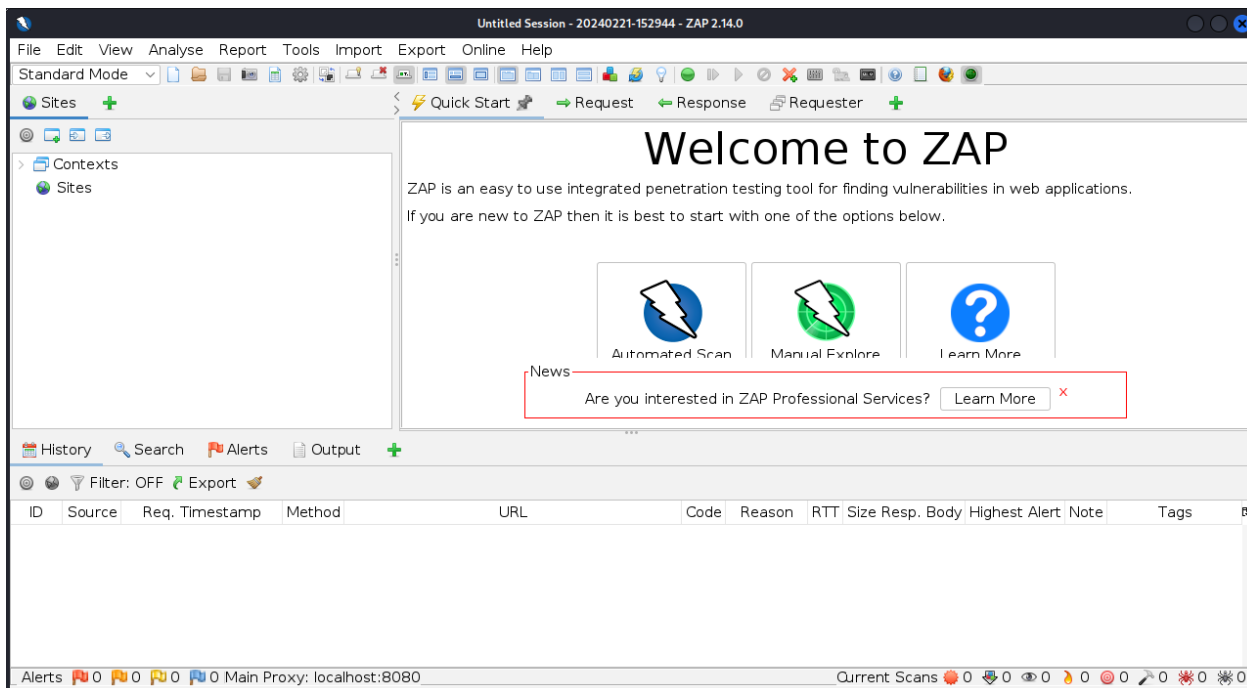 Untitled Session - 20240221-152944 - ZAP 2.14.0
File Edit View Analyse Report Tools Import Export Online Help
Standard Mode
Sites
Quick Start Request Response Requester
Contexts
Sites
Welcome to ZAP
ZAP is an easy to use integrated penetration testing tool for finding vulnerabilities in web applications.
If you are new to ZAP then it is best to start with one of the options below.
Automated Scan Manual Explore Learn More
News
Are you interested in ZAP Professional Services? Learn More x
History Search Alerts Output
Filter: OFF Export
ID Source Req. Timestamp Method URL Code Reason RTT Size Resp. Body Highest Alert Note Tags
Alerts 0 0 0 0 Main Proxy: localhost:8080 Current Scans 0 0 0 0 0 0 0 0